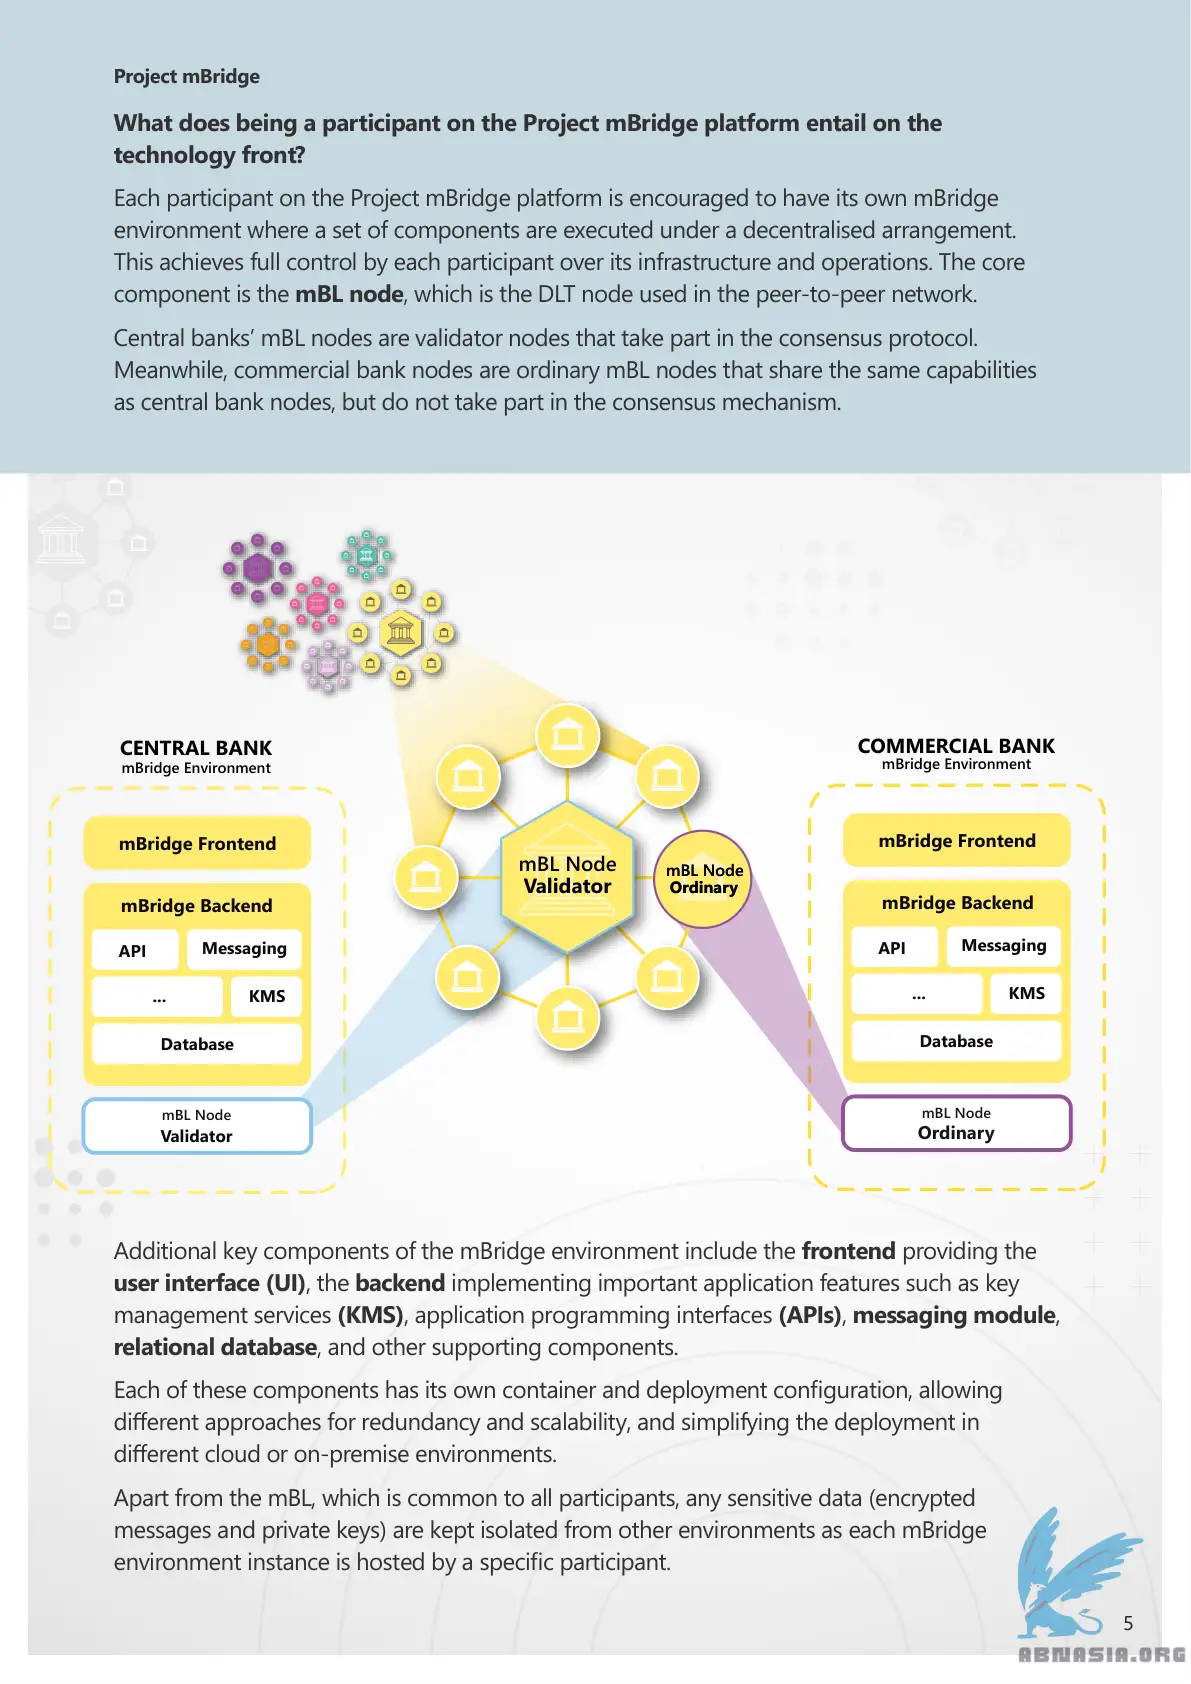 Project mBridge
What does being a participant on the Project mBridge platform entail on the
technology front?
Each participant on the Project mBridge platform is encouraged to have its own mBridge
environment where a set of components are executed under a decentralised arrangement.
This achieves full control by each participant over its infrastructure and operations. The core
component is the mBL node, which is the DLT node used in the peer-to-peer network.
Central banks’ mBL nodes are validator nodes that take part in the consensus protocol.
Meanwhile, commercial bank nodes are ordinary mBL nodes that share the same capabilities
as central bank nodes, but do not take part in the consensus mechanism.
CENTRAL BANK
mBridge Environment
mBridge Frontend
mBridge Backend
API
Messaging
...
KMS
Database
mBL Node
Validator
mBL Node
Validator
mBL Node
Ordinary
COMMERCIAL BANK
mBridge Environment
mBridge Frontend
mBridge Backend
API
Messaging
...
KMS
Database
mBL Node
Ordinary
Additional key components of the mBridge environment include the frontend providing the
user interface (UI), the backend implementing important application features such as key
management services (KMS), application programming interfaces (APIs), messaging module,
relational database, and other supporting components.
Each of these components has its own container and deployment configuration, allowing
different approaches for redundancy and scalability, and simplifying the deployment in
different cloud or on-premise environments.
Apart from the mBL, which is common to all participants, any sensitive data (encrypted
messages and private keys) are kept isolated from other environments as each mBridge
environment instance is hosted by a specific participant.
5
ABNASIA.ORG